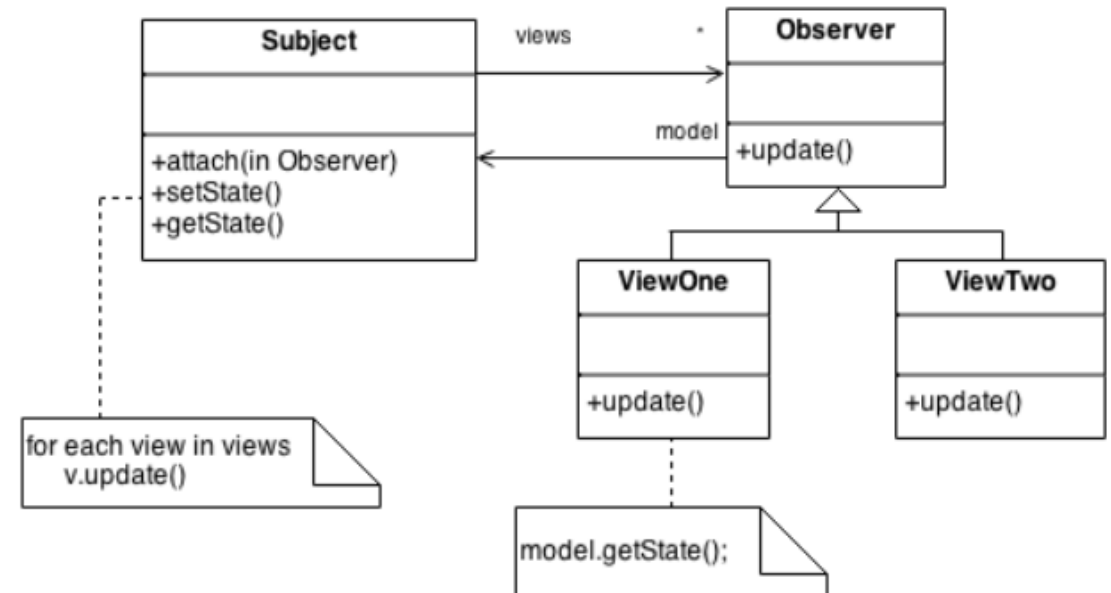 Subject
+attach(in Observer)
+setState()
+getState()
views
*
model
Observer
+update()
ViewOne
+update()
ViewTwo
+update()
for each view in views
v.update()
model.getState();